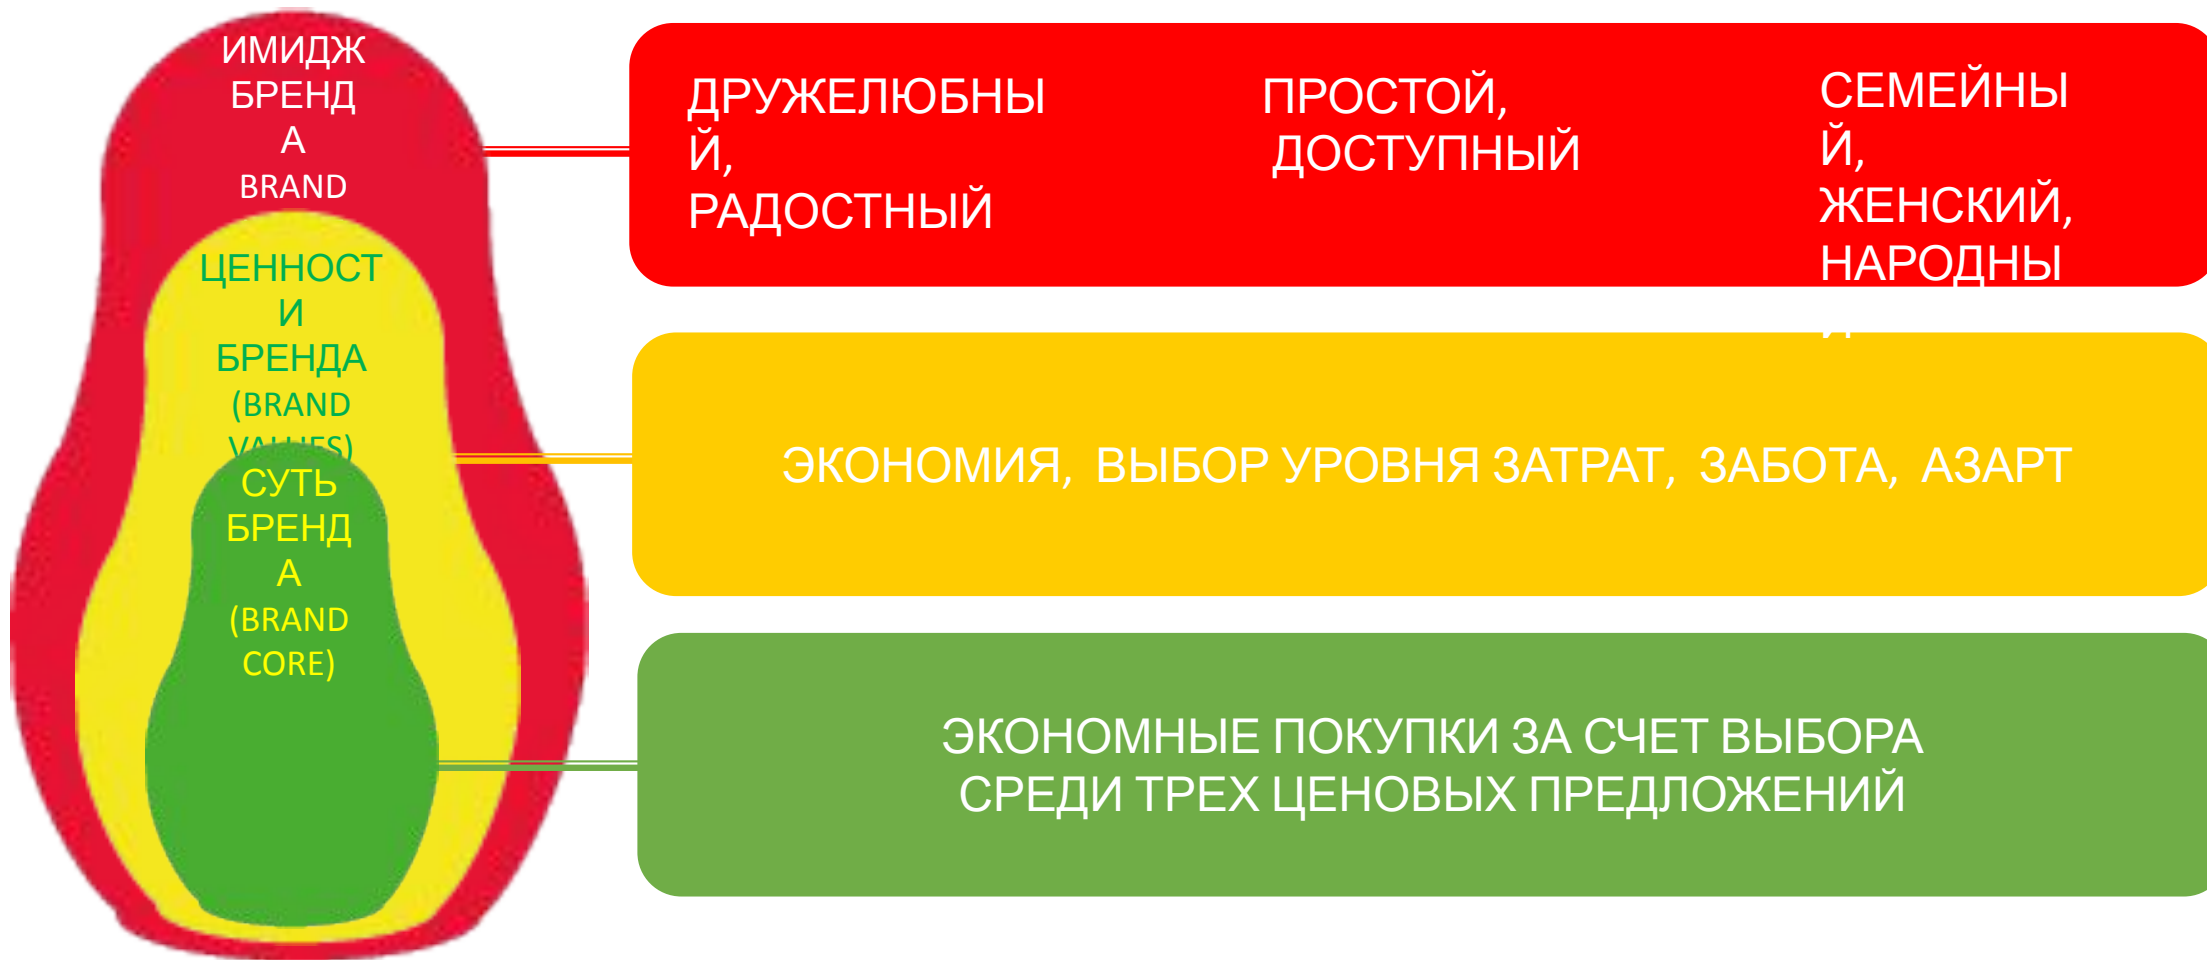 ИМИДЖ
БРЕНД
А
BRAND
ЦЕННОСТ
И
БРЕНДА
(BRAND
VALUES)
СУТЬ
БРЕНД
А
(BRAND
CORE)
ДРУЖЕЛЮБНЫ
Й,
РАДОСТНЫЙ
ПРОСТОЙ,
ДОСТУПНЫЙ
СЕМЕЙНЫ
Й,
ЖЕНСКИЙ,
НАРОДНЫ
Й
ЭКОНОМИЯ, ВЫБОР УРОВНЯ ЗАТРАТ, ЗАБОТА, АЗАРТ
ЭКОНОМНЫЕ ПОКУПКИ ЗА СЧЕТ ВЫБОРА
СРЕДИ ТРЕХ ЦЕНОВЫХ ПРЕДЛОЖЕНИЙ